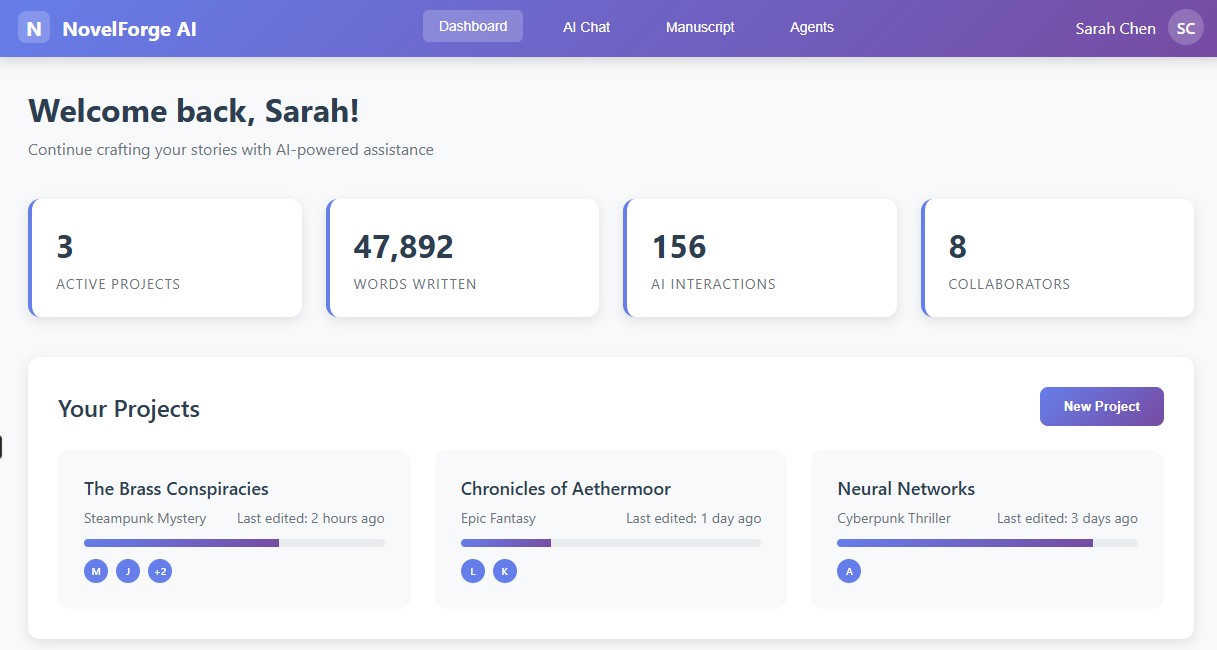 N NovelForge AI Dashboard AI Chat Manuscript Agents Sarah Chen SC
Welcome back, Sarah!
Continue crafting your stories with AI-powered assistance
3
ACTIVE PROJECTS
47,892
WORDS WRITTEN
156
AI INTERACTIONS
8
COLLABORATORS
Your Projects
New Project
The Brass Conspiracies
Steampunk Mystery Last edited: 2 hours ago
M J +2
Chronicles of Aethermoor
Epic Fantasy Last edited: 1 day ago
L K
Neural Networks
Cyberpunk Thriller Last edited: 3 days ago
A